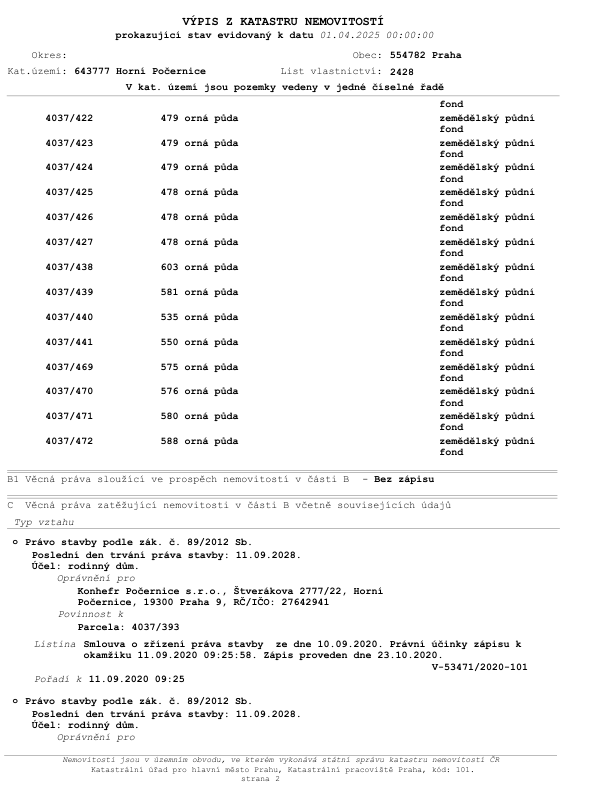 VÝPIS Z KATASTRU NEMOVITOSTÍ
prokazující stav evidovaný k datu 01.04.2025 00:00:00
Okres: Obec: 554782 Praha
Kat.území: 643777 Horní Počernice List vlastnictví: 2428
V kat. území jsou pozemky vedeny v jedné číselné řadě
fond
4037/422 479 orná půda zemědělský půdní
fond
4037/423 479 orná půda zemědělský půdní
fond
4037/424 479 orná půda zemědělský půdní
fond
4037/425 478 orná půda zemědělský půdní
fond
4037/426 478 orná půda zemědělský půdní
fond
4037/427 478 orná půda zemědělský půdní
fond
4037/438 603 orná půda zemědělský půdní
fond
4037/439 581 orná půda zemědělský půdní
fond
4037/440 535 orná půda zemědělský půdní
fond
4037/441 550 orná půda zemědělský půdní
fond
4037/469 575 orná půda zemědělský půdní
fond
4037/470 576 orná půda zemědělský půdní
fond
4037/471 580 orná půda zemědělský půdní
fond
4037/472 588 orná půda zemědělský půdní
fond
B1 Věcná práva sloužící ve prospěch nemovitostí v části B - Bez zápisu
C Věcná práva zatěžující nemovitosti v části B včetně souvisejících údajů
Typ vztahu
o Právo stavby podle zák. č. 89/2012 Sb.
Poslední den trvání práva stavby: 11.09.2028.
Účel: rodinný dům.
Oprávnění pro
Konhefr Počernice s.r.o., Štverákova 2777/22, Horní
Počernice, 19300 Praha 9, RČ/IČO: 27642941
Povinnost k
Parcela: 4037/393
Listina Smlouva o zřízení práva stavby ze dne 10.09.2020. Právní účinky zápisu k
okamžiku 11.09.2020 09:25:58. Zápis proveden dne 23.10.2020.
V-53471/2020-101
Pořadí k 11.09.2020 09:25
o Právo stavby podle zák. č. 89/2012 Sb.
Poslední den trvání práva stavby: 11.09.2028.
Účel: rodinný dům.
Oprávnění pro
Nemovitosti jsou v územním obvodu, ve kterém vykonává státní správu katastru nemovitostí ČR
Katastrální úřad pro hlavní město Prahu, Katastrální pracoviště Praha, kód: 101.
strana 2